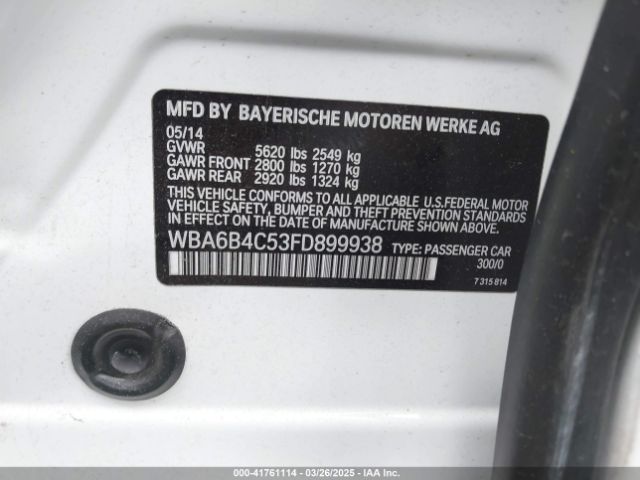 MFD BY BAYERISCHE MOTOREN WERKE AG
05/14
GVWR 5620 lbs 2549 kg
GAWR FRONT 2800 lbs 1270 kg
GAWR REAR 2920 lbs 1324 kg
THIS VEHICLE CONFORMS TO ALL APPLICABLE U.S.FEDERAL MOTOR
VEHICLE SAFETY, BUMPER AND THEFT PREVENTION STANDARDS IN
EFFECT ON THE DATE OF MANUFACTURE SHOWN ABOVE.
WBA6B4C53FD899938 TYPE: PASSENGER CAR
300/0
7 315 814
000-41761114 | 03/26/2025 | IAA Inc.